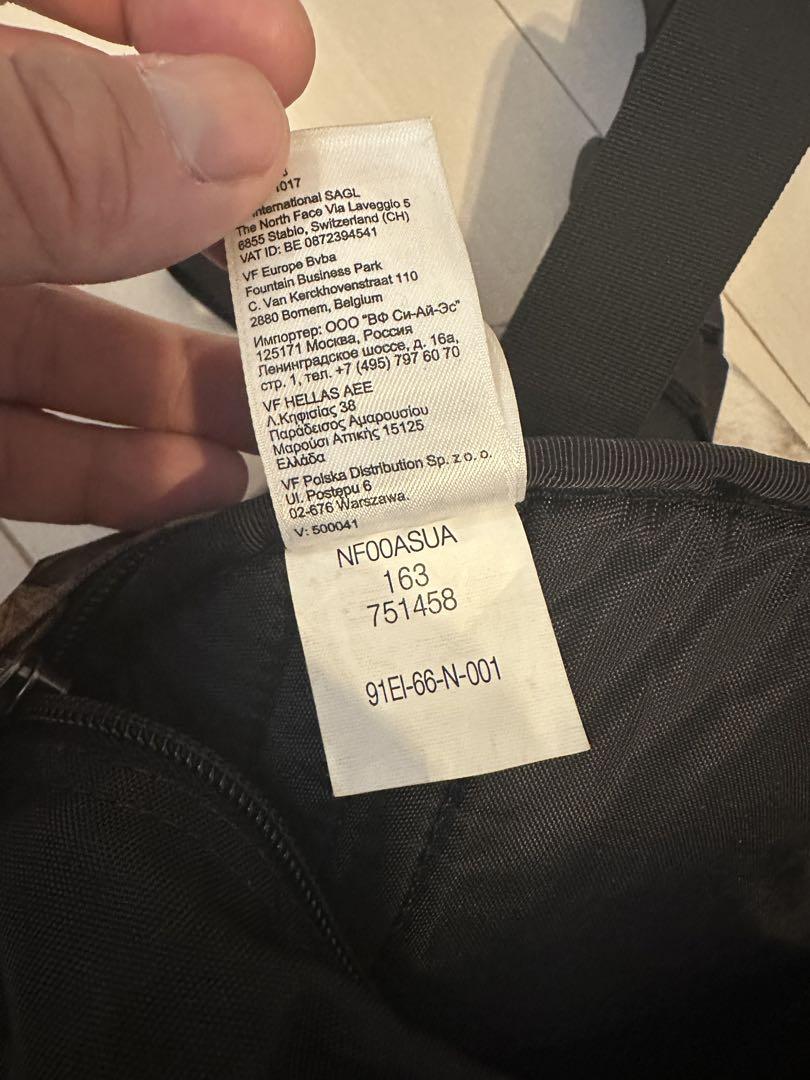 International SAGL
The North Face Via Laveggio 5
6855 Stabio, Switzerland (CH)
VAT ID: BE 0872394541
VF Europe Bvba
Fountain Business Park
C. Van Kerckhovenstraat 110
2880 Bornem, Belgium
Импортер: ООО "ВФ Си-Ай-Эс"
125171 Москва, Россия
Ленинградское шоссе, д. 16а,
стр. 1, тел. +7 (495) 797 60 70
VF HELLAS AEE
Λ.Κηφισίας 38
Παράδεισος Αμαρουσίου
Μαρούσι Αττικής 15125
Ελλάδα
VF Polska Distribution Sp. z o. o.
Ul. Postępu 6
02-676 Warszawa.
V: 500041
NF00ASUA
163
751458
91EI-66-N-001